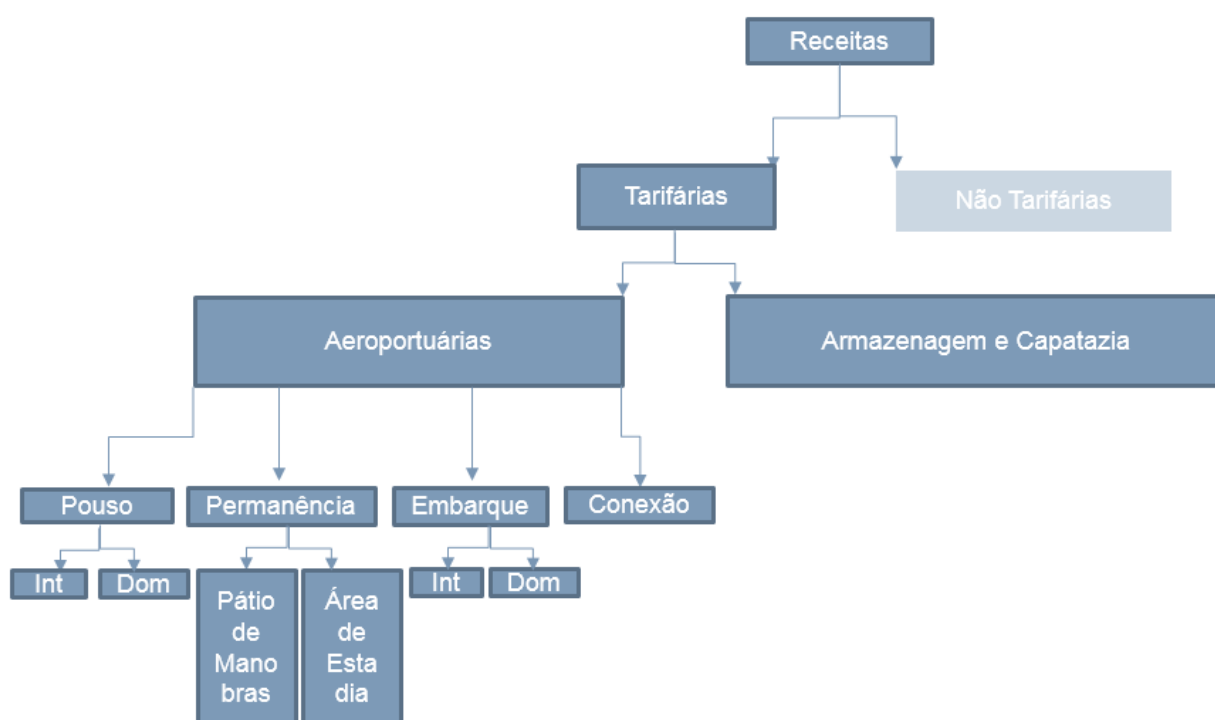 Receitas
Tarifárias
Não Tarifárias
Aeroportuárias
Armazenagem e Capatazia
Pouso
Permanência
Embarque
Conexão
Int
Dom
Pátio
de
Mano
bras
Área
de
Esta
dia
Int
Dom